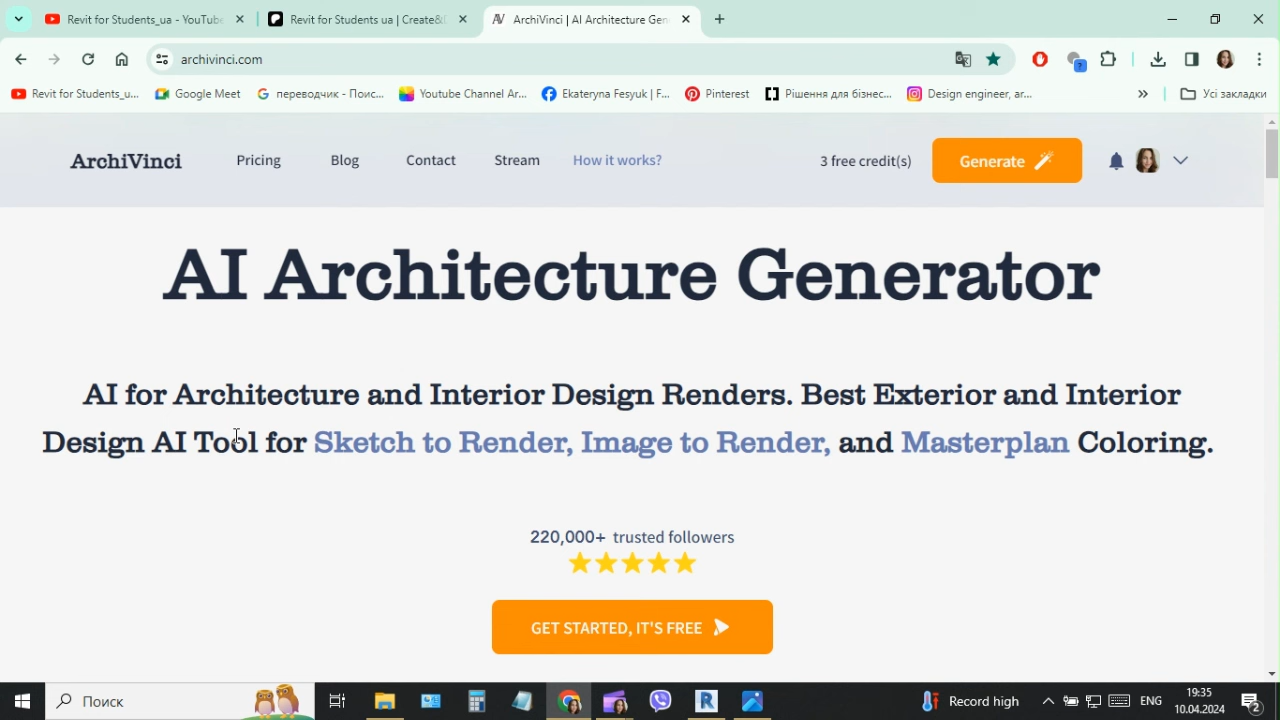 Revit for Students_ua - YouTube
Revit for Students ua | Create&
ArchiVinci | AI Architecture Gen
archivinci.com
Revit for Students_u...
Google Meet
переводчик - Поис...
Youtube Channel Ar...
Ekateryna Fesyuk | F...
Pinterest
Рішення для бізнес...
Design engineer, ar...
»
Усі закладки
ArchiVinci
Pricing
Blog
Contact
Stream
How it works?
3 free credit(s)
Generate
AI Architecture Generator
AI for Architecture and Interior Design Renders. Best Exterior and Interior
Design AI Tool for Sketch to Render, Image to Render, and Masterplan Coloring.
220,000+ trusted followers
GET STARTED, IT'S FREE
Поиск
Record high
ENG
19:35
10.04.2024
2